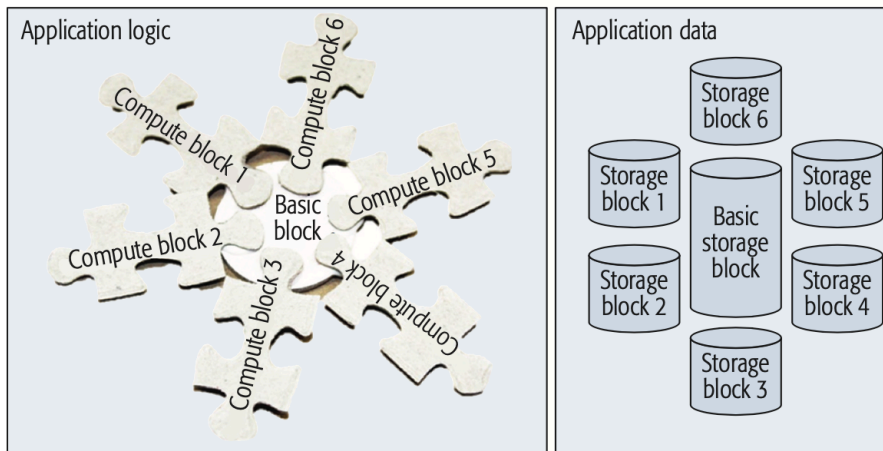 Application logic
Compute block 6
Compute block 1
Compute block 5
Basic
block
Compute block 2
Compute block 4
Compute block 3
Application data
Storage
block 6
Storage
block 1
Storage
block 5
Basic
storage
block
Storage
block 2
Storage
block 4
Storage
block 3